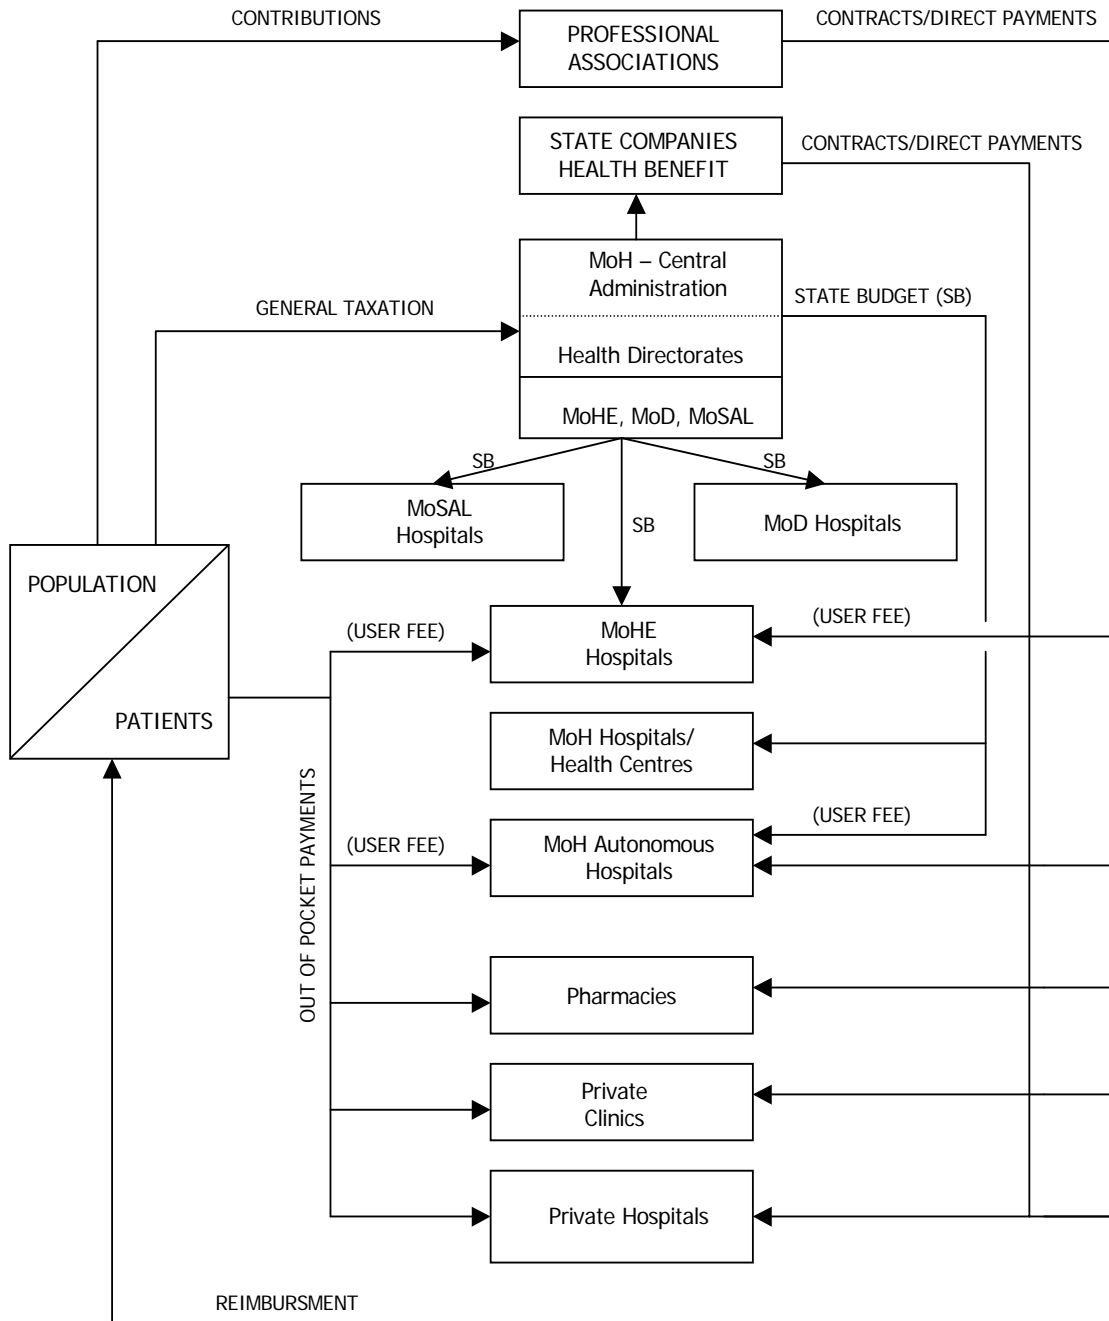 CONTRIBUTIONS
PROFESSIONAL
ASSOCIATIONS
CONTRACTS/DIRECT PAYMENTS
STATE COMPANIES
HEALTH BENEFIT
CONTRACTS/DIRECT PAYMENTS
MoH – Central
Administration
GENERAL TAXATION
STATE BUDGET (SB)
Health Directorates
MoHE, MoD, MoSAL
SB
SB
MoSAL
Hospitals
SB
MoD Hospitals
POPULATION
PATIENTS
(USER FEE)
MoHE
Hospitals
(USER FEE)
MoH Hospitals/
Health Centres
OUT OF POCKET PAYMENTS
(USER FEE)
MoH Autonomous
Hospitals
(USER FEE)
Pharmacies
Private
Clinics
Private Hospitals
REIMBURSMENT